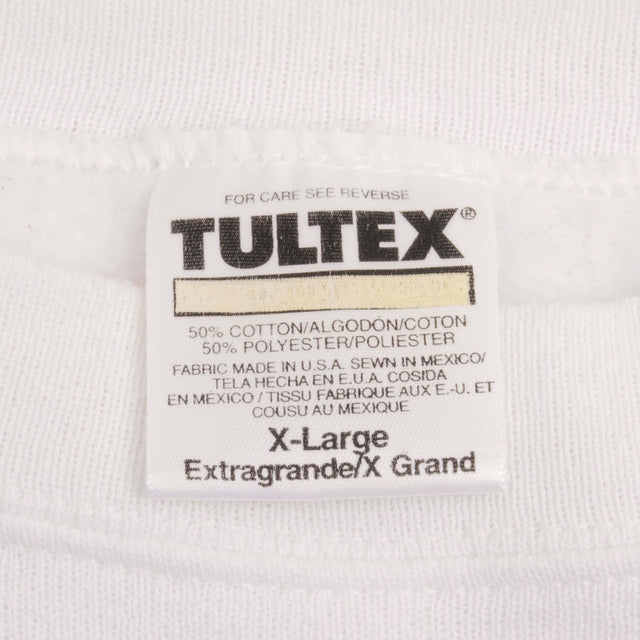 FOR CARE SEE REVERSE
TULTEX®
50% COTTON/ALGODÓN/COTON
50% POLYESTER/POLIESTER
FABRIC MADE IN U.S.A. SEWN IN MEXICO/
TELA HECHA EN E.U.A. COSIDA
EN MÉXICO / TISSU FABRIQUE AUX E.-U. ET
COUSU AU MEXIQUE
X-Large
Extragrande/X Grand